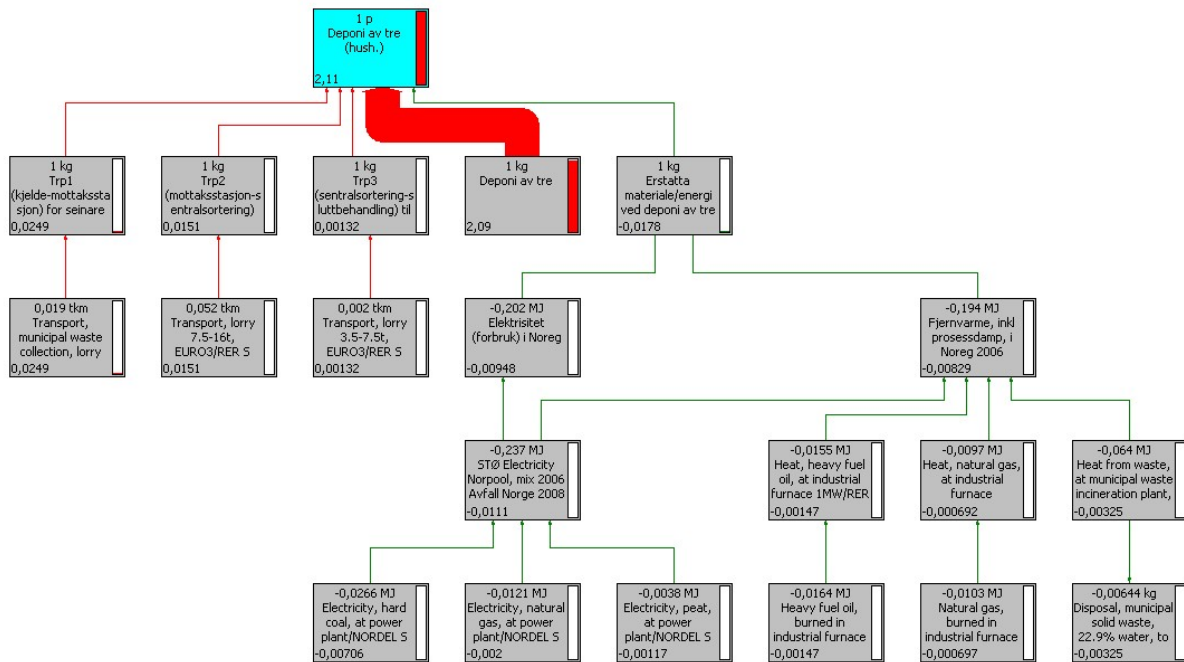 1 p
Deponi av tre
(hush.)
2,11
1 kg
Trp1
(kjelde-mottakssta
sjon) for seinare
0,0249
1 kg
Trp2
(mottaksstasjon-s
entralsortering)
0,0151
1 kg
Trp3
(sentralsortering-s
luttbehandling) til
0,00132
1 kg
Deponi av tre
2,09
1 kg
Erstatta
materiale/energi
ved deponi av tre
-0,0178
0,019 tkm
Transport,
municipal waste
collection, lorry
0,0249
0,052 tkm
Transport, lorry
7.5-16t,
EURO3/RER S
0,0151
0,002 tkm
Transport, lorry
3.5-7.5t,
EURO3/RER S
0,00132
-0,202 MJ
Elektrisitet
(forbruk) i Noreg
-0,00948
-0,194 MJ
Fjernvarme, inkl
prosessdamp, i
Noreg 2006
-0,00829
-0,237 MJ
STØ Electricity
Norpool, mix 2006
Avfall Norge 2008
-0,0111
-0,0155 MJ
Heat, heavy fuel
oil, at industrial
furnace 1MW/RER
-0,00147
-0,0097 MJ
Heat, natural gas,
at industrial
furnace
-0,000692
-0,064 MJ
Heat from waste,
at municipal waste
incineration plant,
-0,00325
-0,0266 MJ
Electricity, hard
coal, at power
plant/NORDEL S
-0,00706
-0,0121 MJ
Electricity, natural
gas, at power
plant/NORDEL S
-0,002
-0,0038 MJ
Electricity, peat,
at power
plant/NORDEL S
-0,00117
-0,0164 MJ
Heavy fuel oil,
burned in
industrial furnace
-0,00147
-0,0103 MJ
Natural gas,
burned in
industrial furnace
-0,000697
-0,00644 kg
Disposal, municipal
solid waste,
22.9% water, to
-0,00325